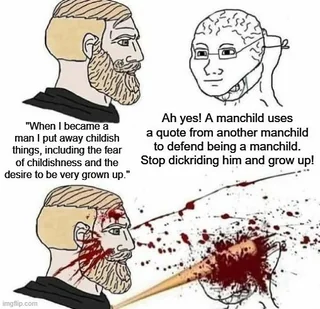 "When I became a
man I put away childish
things, including the fear
of childishness and the
desire to be very grown up."
Ah yes! A manchild uses
a quote from another manchild
to defend being a manchild.
Stop dickriding him and grow up!
imgflip.com